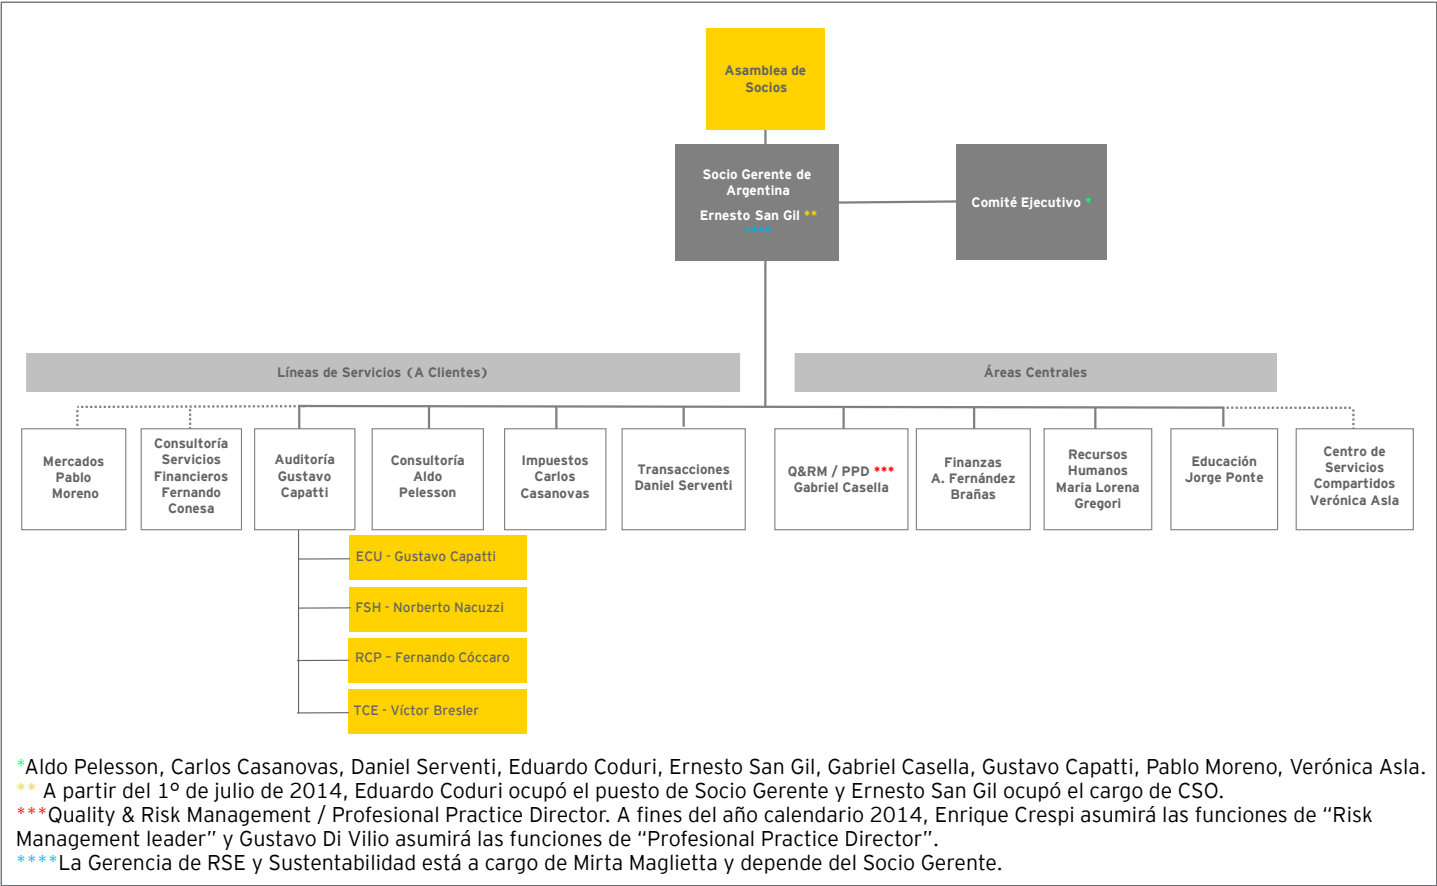 Asamblea de
Socios
Socio Gerente de
Argentina
Ernesto San Gil **
****
Comité Ejecutivo *
Líneas de Servicios (A Clientes)
Áreas Centrales
Mercados
Pablo
Moreno
Consultoría
Servicios
Financieros
Fernando
Conesa
Auditoría
Gustavo
Capatti
Consultoría
Aldo
Pelesson
Impuestos
Carlos
Casanovas
Transacciones
Daniel Serventi
Q&RM / PPD ***
Gabriel Casella
Finanzas
A. Fernández
Brañas
Recursos
Humanos
Maria Lorena
Gregori
Educación
Jorge Ponte
Centro de
Servicios
Compartidos
Verónica Asla
ECU - Gustavo Capatti
FSH - Norberto Nacuzzi
RCP – Fernando Cóccaro
TCE - Víctor Bresler
*Aldo Pelesson, Carlos Casanovas, Daniel Serventi, Eduardo Coduri, Ernesto San Gil, Gabriel Casella, Gustavo Capatti, Pablo Moreno, Verónica Asla.
** A partir del 1º de julio de 2014, Eduardo Coduri ocupó el puesto de Socio Gerente y Ernesto San Gil ocupó el cargo de CSO.
***Quality & Risk Management / Profesional Practice Director. A fines del año calendario 2014, Enrique Crespi asumirá las funciones de “Risk
Management leader” y Gustavo Di Vilio asumirá las funciones de “Profesional Practice Director”.
****La Gerencia de RSE y Sustentabilidad está a cargo de Mirta Maglietta y depende del Socio Gerente.